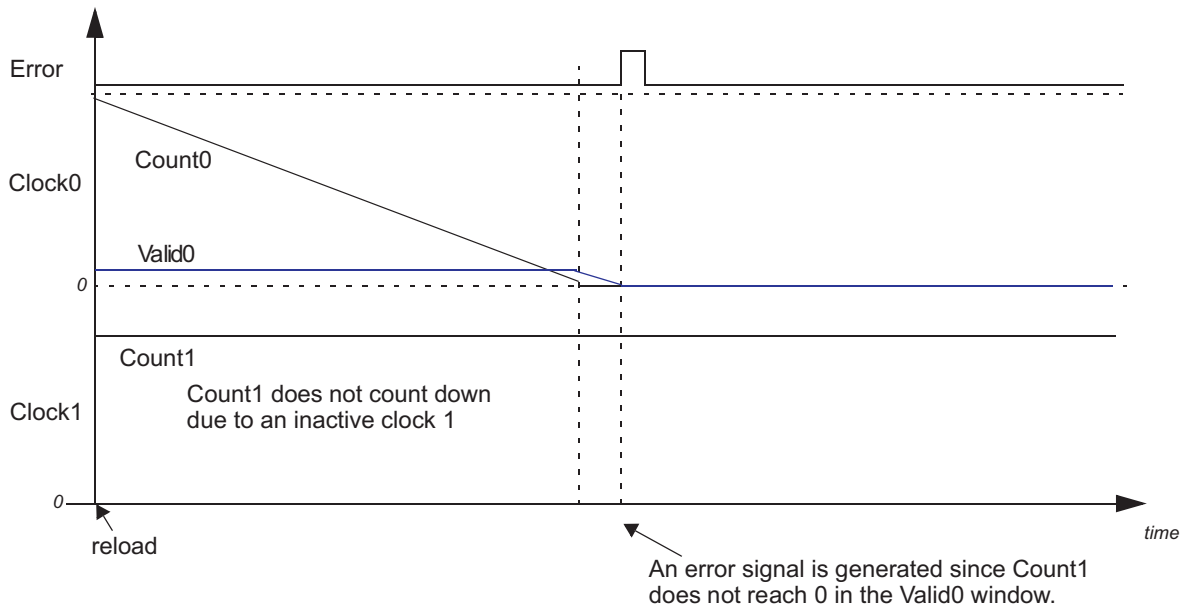 Error
Count0
Clock0
Valid0
0
Count1
Count1 does not count down
due to an inactive clock 1
Clock1
0
reload
time
An error signal is generated since Count1
does not reach 0 in the Valid0 window.